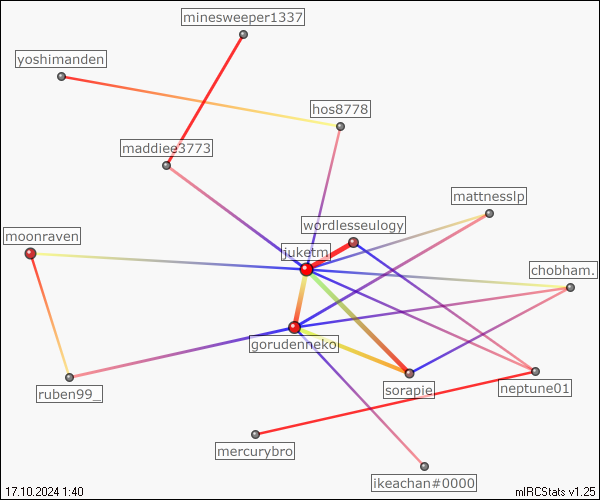 minesweeper1337
yoshimanden
hos8778
maddiee3773
mattnesslp
wordlesseulogy
moonraven
juketm
chobham.
gorudenneko
ruben99_
sorapie
neptune01
mercurybro
ikeachan#0000
17.10.2024 1:40
mIRCStats v1.25